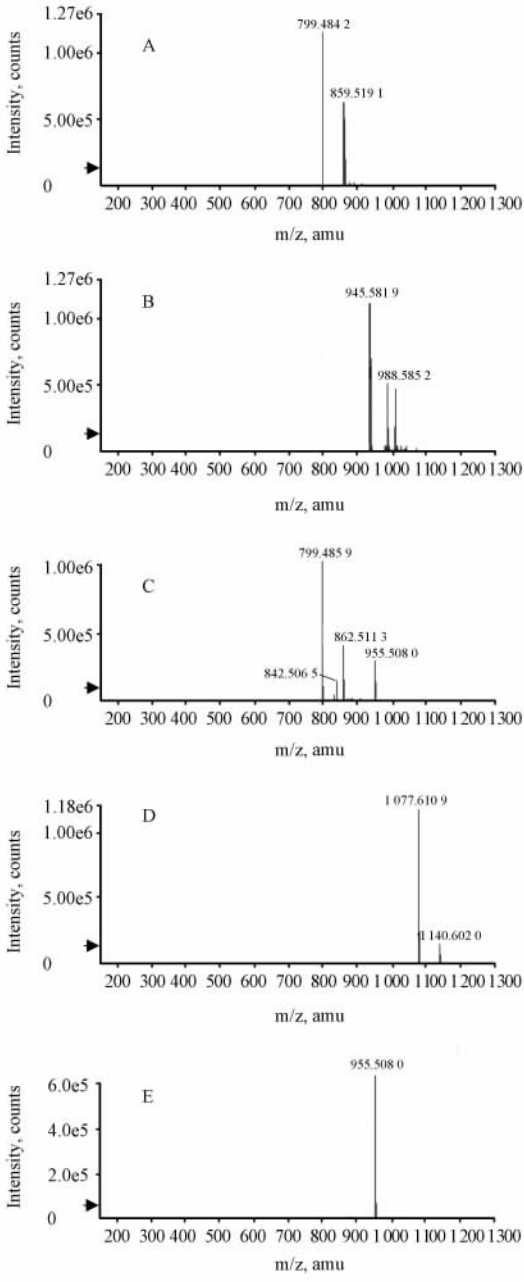 1.27e6
799.484 2
A
1.00e6
859.519 1
Intensity, counts
5.00e5
0
200 300 400 500 600 700 800 900 1 000 1 100 1 200 1 300
m/z, amu
1.27e6
945.581 9
B
1.00e6
988.585 2
Intensity, counts
5.00e5
0
200 300 400 500 600 700 800 900 1 000 1 100 1 200 1 300
m/z, amu
799.485 9
1.00e6
C
862.511 3
Intensity, counts
5.00e5
955.508 0
842.506 5
0
200 300 400 500 600 700 800 900 1 000 1 100 1 200 1 300
m/z, amu
1.18e6
1 077.610 9
D
1.00e6
Intensity, counts
5.00e5
1 140.602 0
0
200 300 400 500 600 700 800 900 1 000 1 100 1 200 1 300
m/z, amu
955.508 0
6.0e5
E
Intensity, counts
4.0e5
2.0e5
0
200 300 400 500 600 700 800 900 1 000 1 100 1 200 1 300
m/z, amu